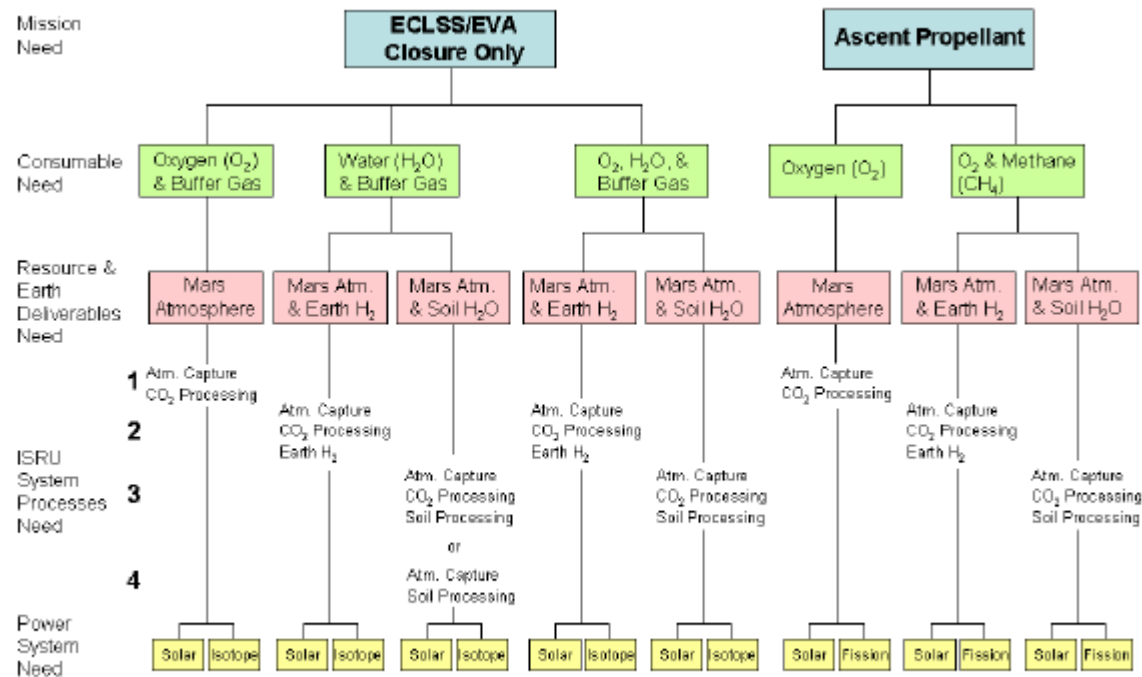 Mission
Need
ECLSS/EVA
Closure Only
Ascent Propellant
Consumable
Need
Oxygen (O₂)
& Buffer Gas
Water (H₂O)
& Buffer Gas
O₂, H₂O, &
Buffer Gas
Oxygen (O₂)
O₂ & Methane
(CH₄)
Resource &
Earth
Deliverables
Need
Mars
Atmosphere
Mars Atm.
& Earth H₂
Mars Atm.
& Soil H₂O
Mars Atm.
& Earth H₂
Mars Atm.
& Soil H₂O
Mars
Atmosphere
Mars Atm.
& Earth H₂
Mars Atm.
& Soil H₂O
ISRU
System
Processes
Need
1
Atm. Capture
CO₂ Processing
Atm. Capture
CO₂ Processing
2
Atm. Capture
CO₂ Processing
Earth H₂
Atm. Capture
CO₂ Processing
Earth H₂
Atm. Capture
CO₂ Processing
Earth H₂
3
Atm. Capture
CO₂ Processing
Soil Processing
Atm. Capture
CO₂ Processing
Soil Processing
Atm. Capture
CO₂ Processing
Soil Processing
or
4
Atm. Capture
Soil Processing
Power
System
Need
Solar Isotope
Solar Isotope
Solar Isotope
Solar Isotope
Solar Isotope
Solar Fission
Solar Fission
Solar Fission